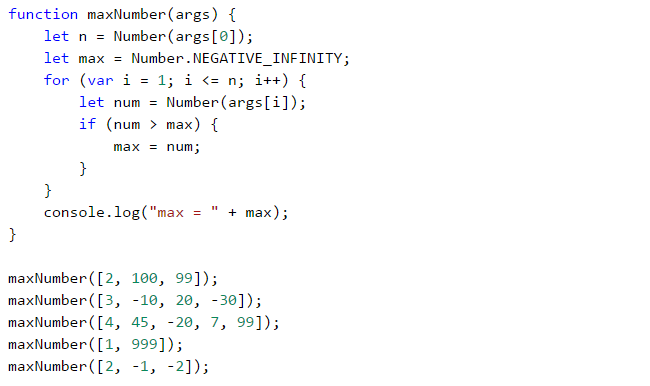 function maxNumber(args) {
    let n = Number(args[0]);
    let max = Number.NEGATIVE_INFINITY;
    for (var i = 1; i <= n; i++) {
        let num = Number(args[i]);
        if (num > max) {
            max = num;
        }
    }
    console.log("max = " + max);
}

maxNumber([2, 100, 99]);
maxNumber([3, -10, 20, -30]);
maxNumber([4, 45, -20, 7, 99]);
maxNumber([1, 999]);
maxNumber([2, -1, -2]);